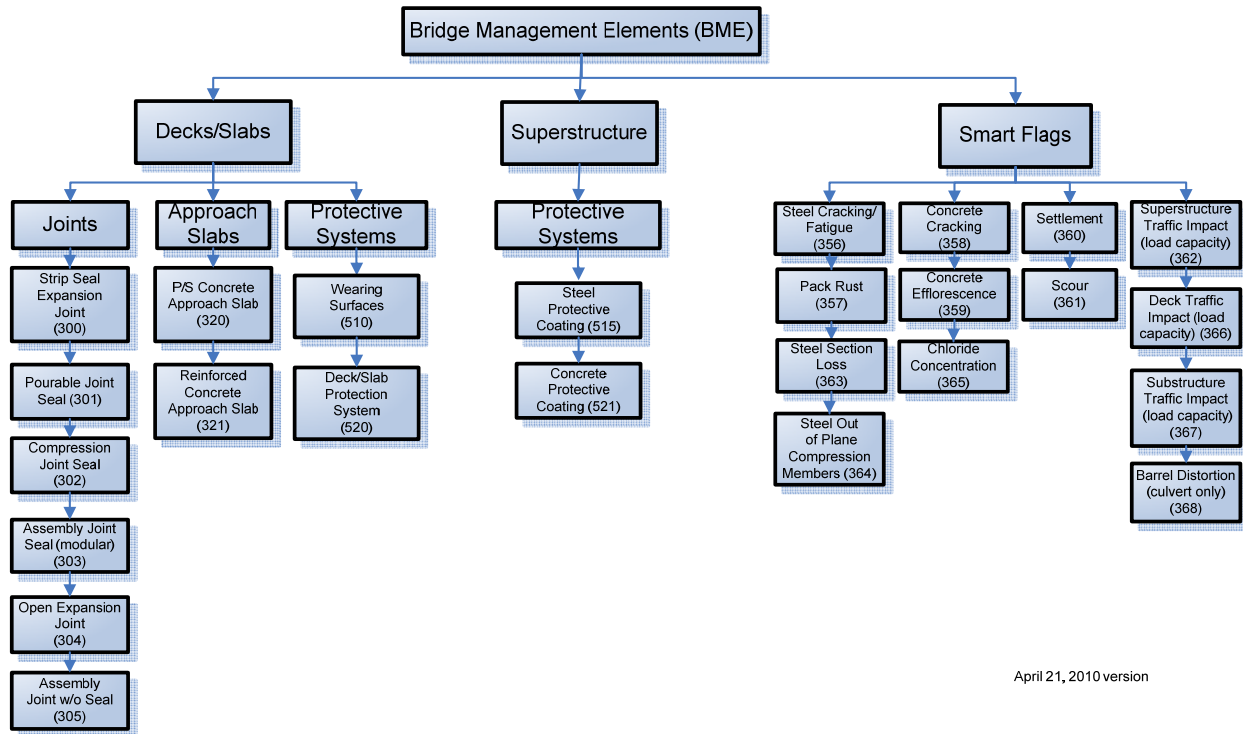 Bridge Management Elements (BME)
Decks/Slabs
Superstructure
Smart Flags
Joints
Approach
Slabs
Protective
Systems
Protective
Systems
Steel Cracking/
Fatigue
(356)
Concrete
Cracking
(358)
Settlement
(360)
Superstructure
Traffic Impact
(load capacity)
(362)
Strip Seal
Expansion
Joint
(300)
P/S Concrete
Approach Slab
(320)
Wearing
Surfaces
(510)
Steel
Protective
Coating (515)
Pack Rust
(357)
Concrete
Efflorescence
(359)
Scour
(361)
Deck Traffic
Impact (load
capacity) (366)
Pourable Joint
Seal (301)
Reinforced
Concrete
Approach Slab
(321)
Deck/Slab
Protection
System
(520)
Concrete
Protective
Coating (521)
Steel Section
Loss
(363)
Chloride
Concentration
(365)
Substructure
Traffic Impact
(load capacity)
(367)
Compression
Joint Seal
(302)
Steel Out
of Plane
Compression
Members (364)
Barrel Distortion
(culvert only)
(368)
Assembly Joint
Seal (modular)
(303)
Open Expansion
Joint
(304)
Assembly
Joint w/o Seal
(305)
April 21, 2010 version